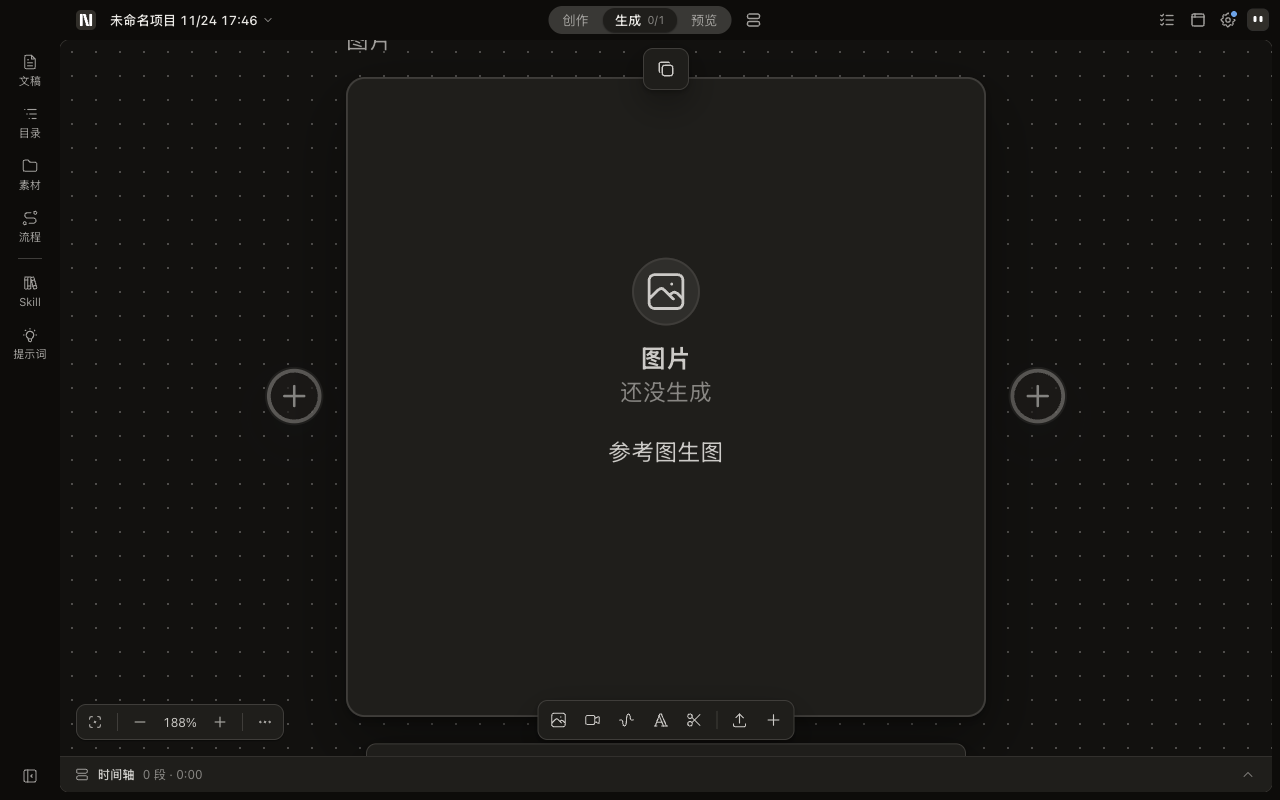 N 未命名项目 11/24 17:46
创作 生成 0/1 预览
文稿
目录
素材
流程
Skill
提示词
图片
图片
还没生成
参考图生图
188%
时间轴 0 段 · 0:00